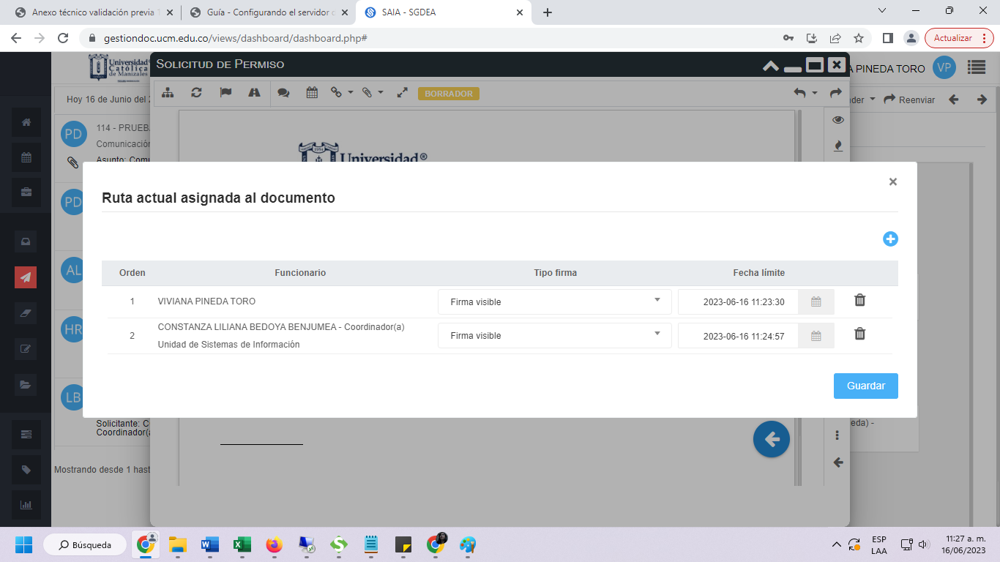 Anexo técnico validación previa 1
Guía - Configurando el servidor d
SAIA - SGDEA
gestiondoc.ucm.edu.co/views/dashboard/dashboard.php#
Actualizar
Universidad
Católica
de Manizales
SOLICITUD DE PERMISO
A PINEDA TORO
VP
Hoy 16 de Junio del 2
BORRADOR
der
Reenviar
PD
114 - PRUEB
Comunicación
Asunto: Comu
Universidad®
PD
AL
HR
LB
Ruta actual asignada al documento
Orden Funcionario Tipo firma Fecha límite
1 VIVIANA PINEDA TORO Firma visible 2023-06-16 11:23:30
2 CONSTANZA LILIANA BEDOYA BENJUMEA - Coordinador(a) Unidad de Sistemas de Información Firma visible 2023-06-16 11:24:57
Guardar
Solicitante: C
Coordinador(a
eda) -
Mostrando desde 1 hast
Búsqueda
ESP
LAA
11:27 a. m.
16/06/2023